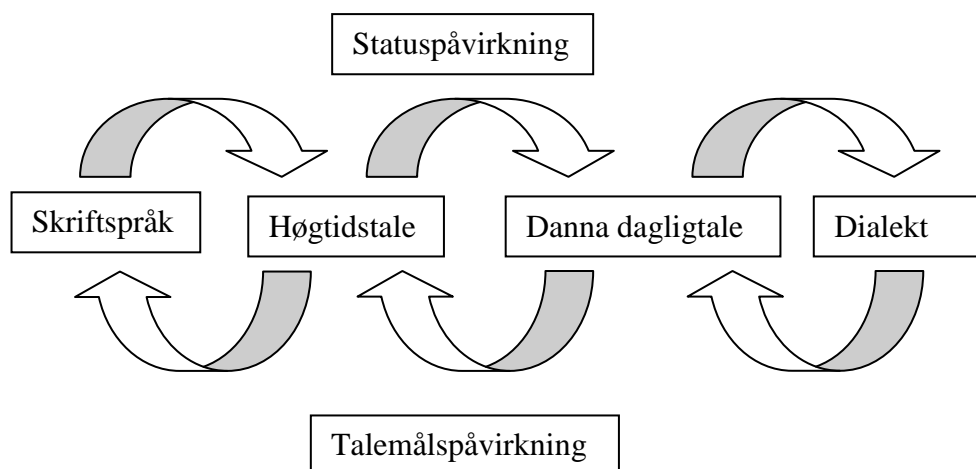 Statuspåvirkning
Skriftspråk
Høgtidstale
Danna dagligtale
Dialekt
Talemålspåvirkning